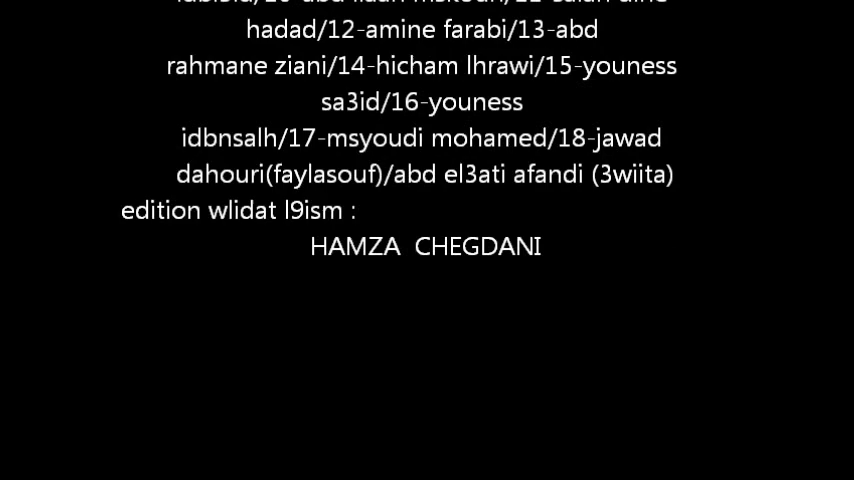 hadad/12-amine farabi/13-abd
rahmane ziani/14-hicham lhrawi/15-youness
sa3id/16-youness
idbnsalh/17-msyoudi mohamed/18-jawad
dahouri(faylasouf)/abd el3ati afandi (3wiita)
edition wlidat l9ism :
HAMZA CHEGDANI